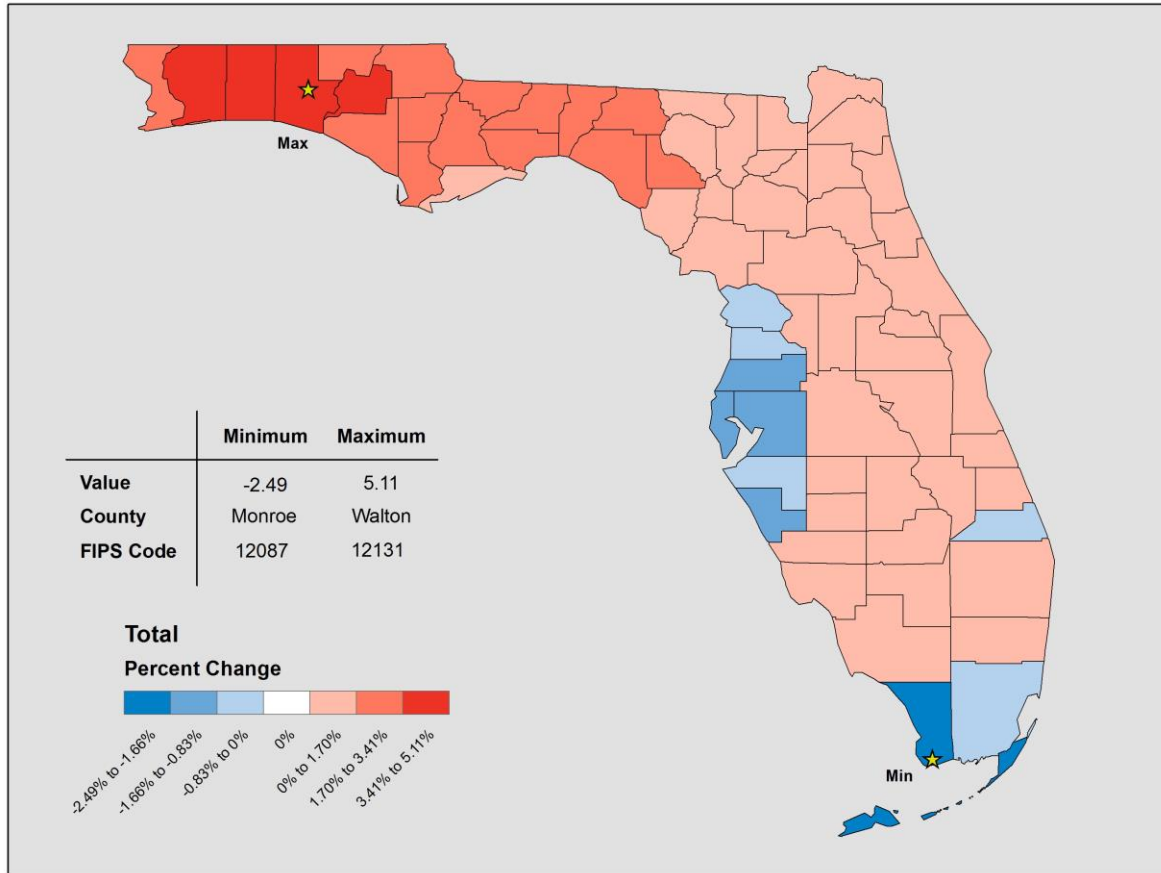 Max
Minimum Maximum
Value -2.49 5.11
County Monroe Walton
FIPS Code 12087 12131
Total
Percent Change
-2.49% to -1.66%
-1.66% to -0.83%
-0.83% to 0%
0%
0% to 1.70%
1.70% to 3.41%
3.41% to 5.11%
Min